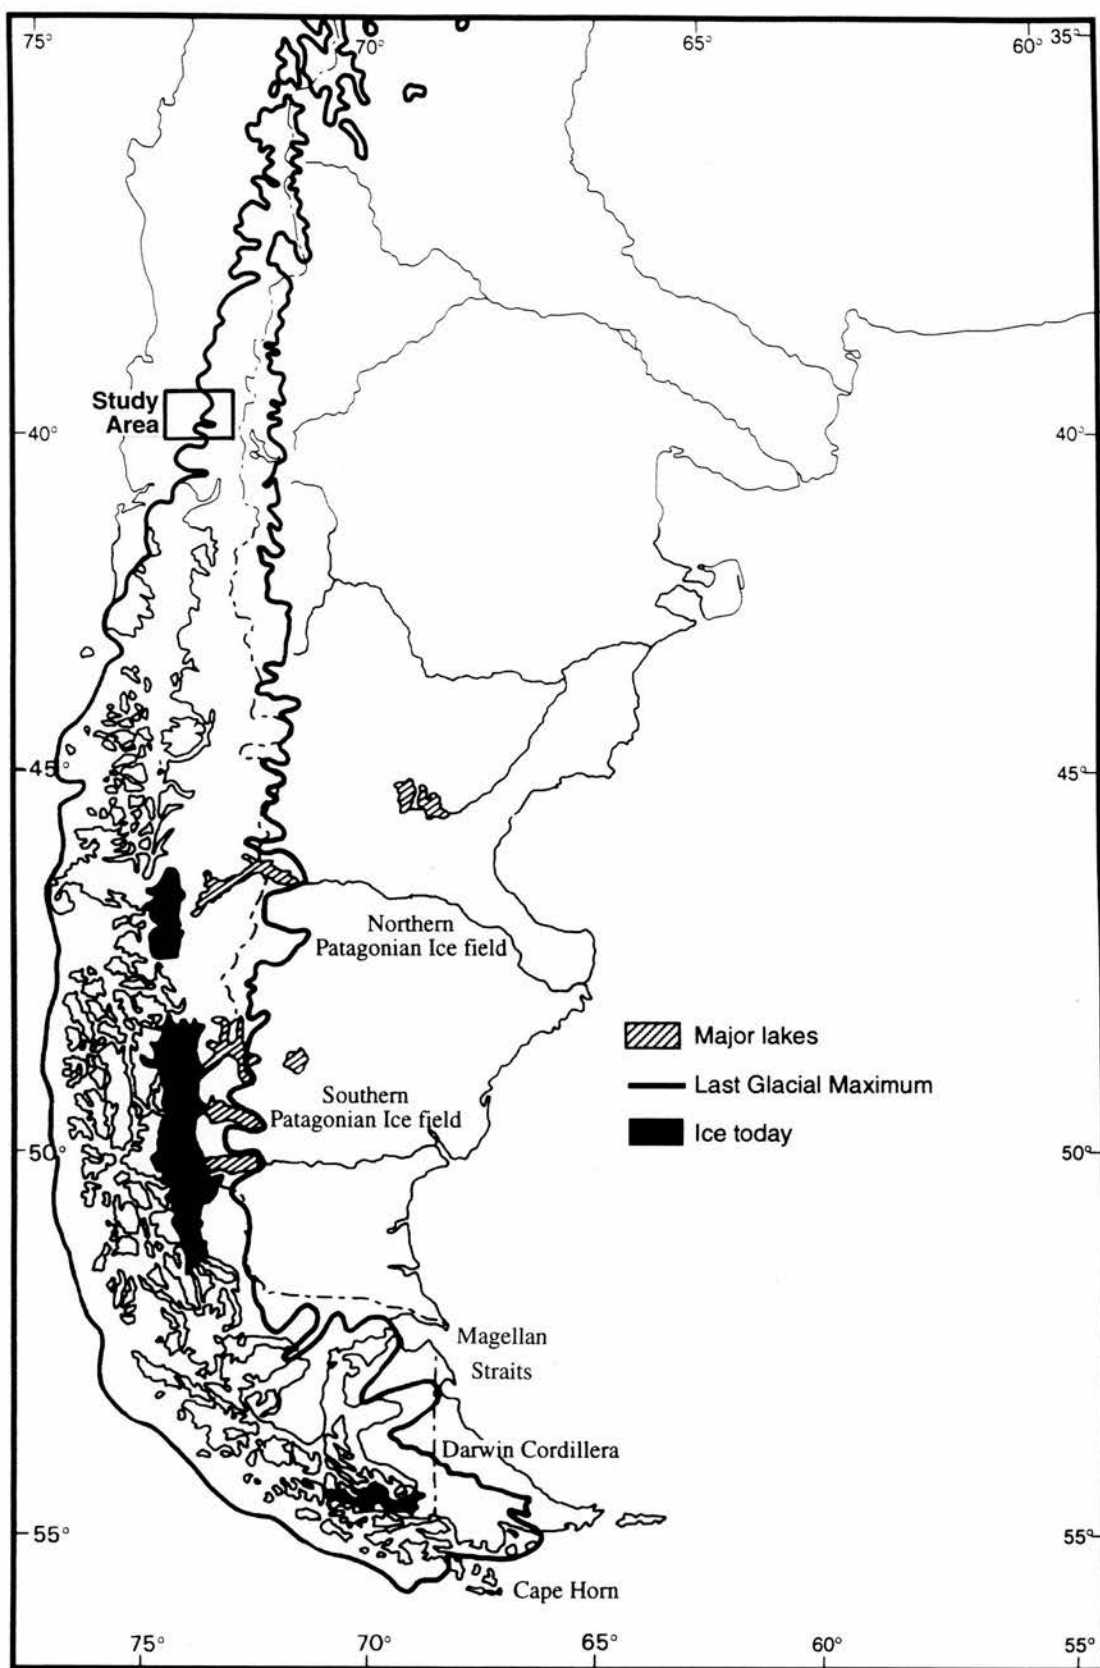 75° 70° 65° 60° 35°
Study
Area
40° 40°
45° 45°
Northern
Patagonian Ice field
Major lakes
Last Glacial Maximum
Southern
Patagonian Ice field
Ice today
50° 50°
Magellan
Straits
Darwin Cordillera
55° 55°
Cape Horn
75° 70° 65° 60° 55°